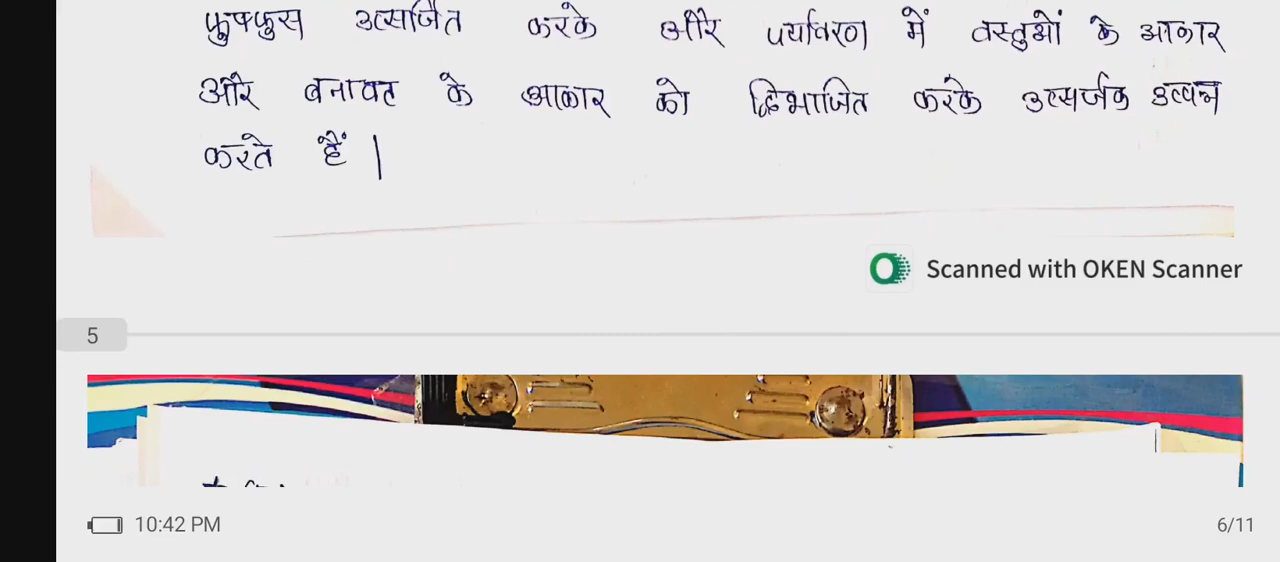 फुफ्फुस उत्सर्जित करके और पर्यावरण में वस्तुओं के आकार
और बनावट के आकार को द्विभाजित करके उत्सर्जक उत्पन्न
करते हैं |
Scanned with OKEN Scanner
5
10:42 PM
6/11